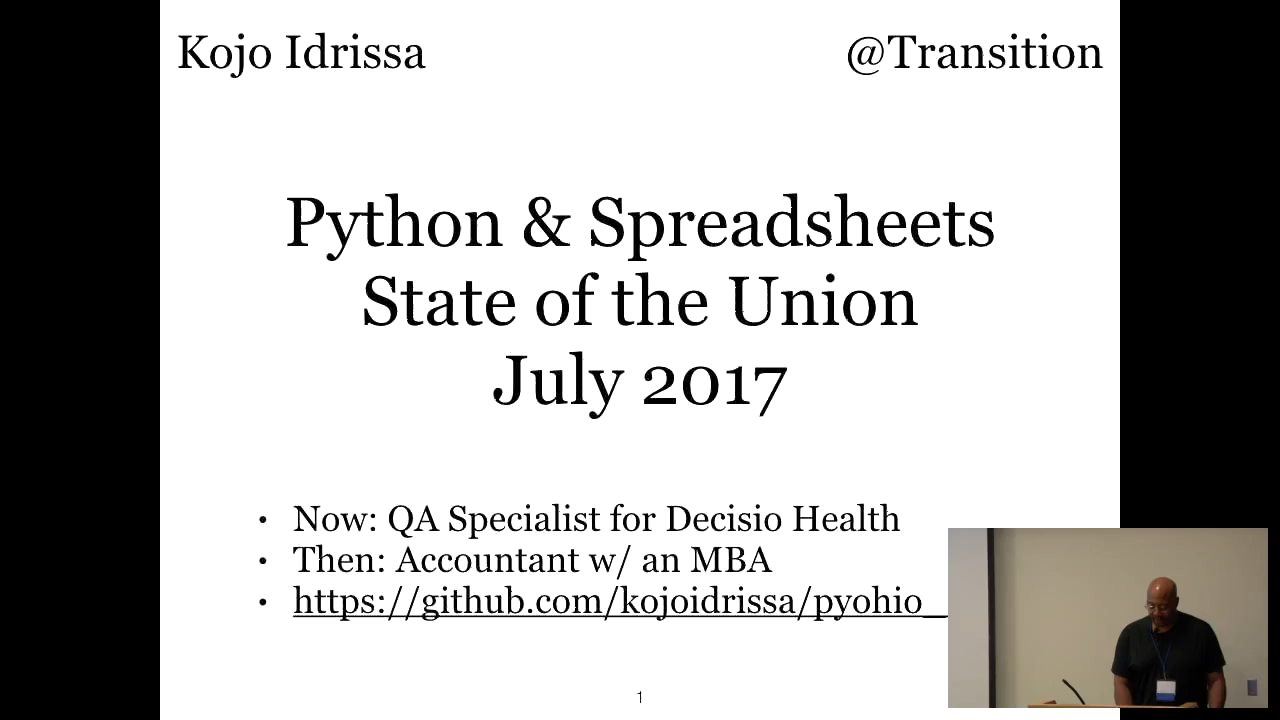 Kojo Idrissa @Transition
Python & Spreadsheets
State of the Union
July 2017
• Now: QA Specialist for Decisio Health
• Then: Accountant w/ an MBA
• https://github.com/kojoidrissa/pyohio_
1